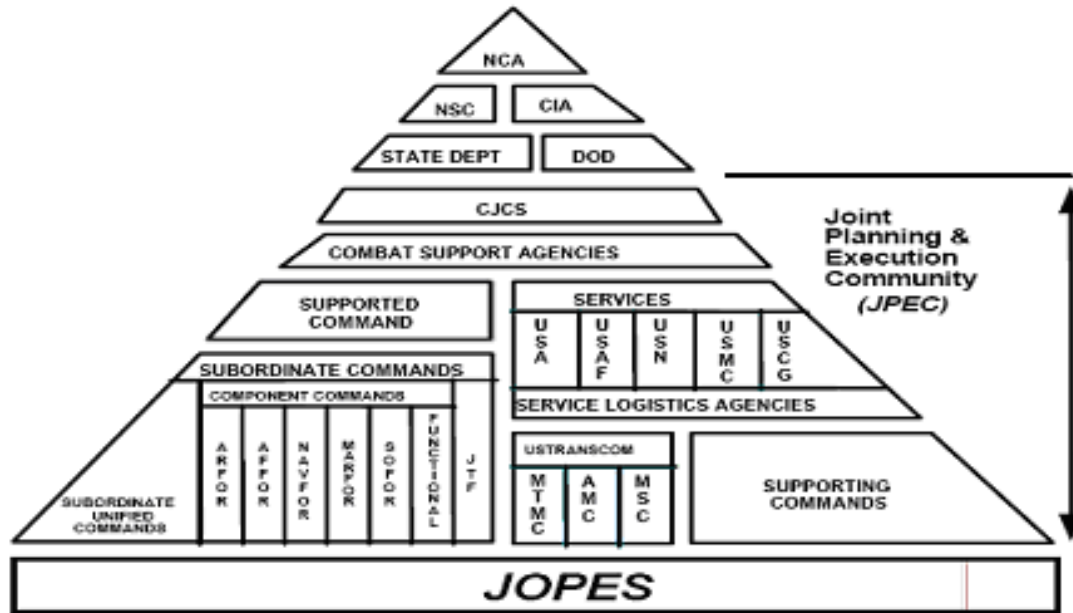 NCA
NSC
CIA
STATE DEPT
DOD
CJCS
Joint
Planning &
Execution
Community
(JPEC)
COMBAT SUPPORT AGENCIES
SUPPORTED
COMMAND
SERVICES
USA
USAF
USN
USMC
USCG
SUBORDINATE COMMANDS
COMPONENT COMMANDS
ARFOR
AFFOR
NAVFOR
MARFOR
SOFOR
FUNCTIONAL
JTF
SUBORDINATE
UNIFIED
COMMANDS
SERVICE LOGISTICS AGENCIES
USTRANSCOM
MTMC
AMC
MSC
SUPPORTING
COMMANDS
JOPES